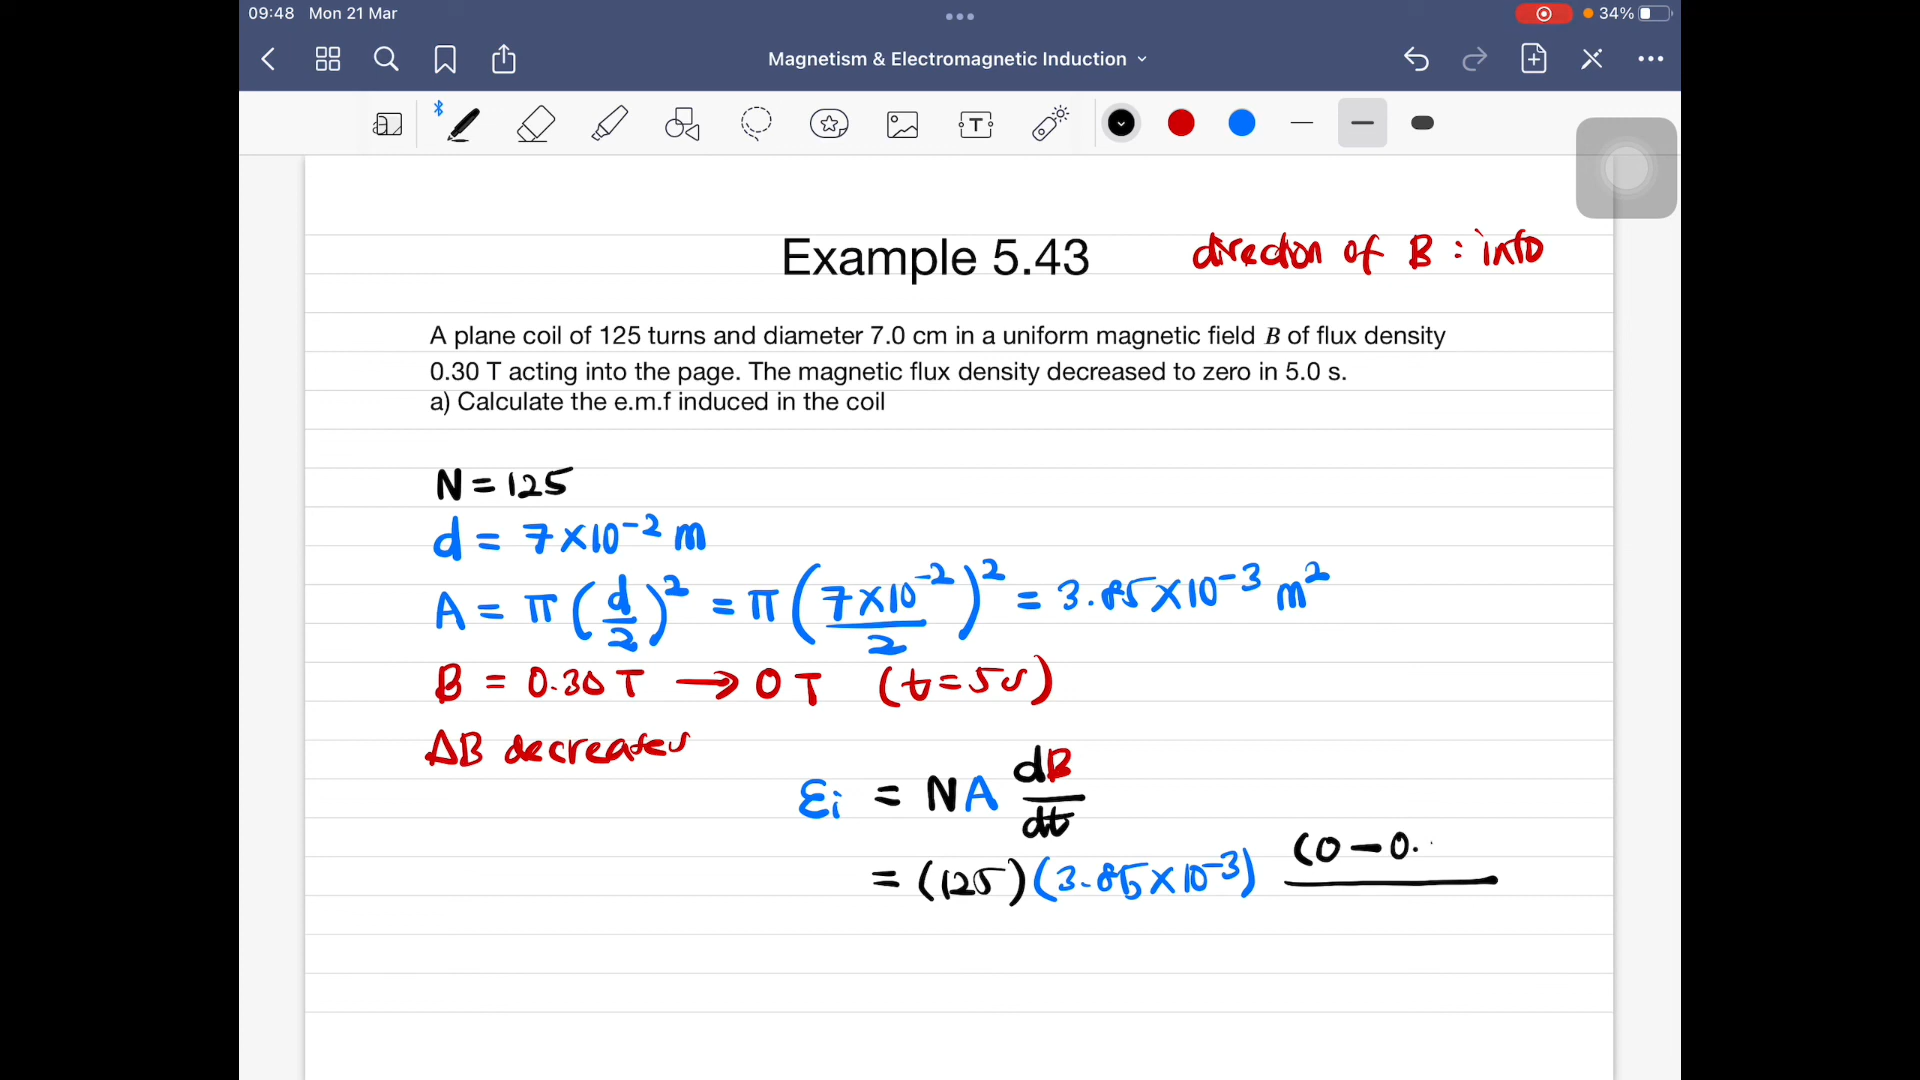 09:48 Mon 21 Mar
34%
Magnetism & Electromagnetic Induction
Example 5.43
direction of B : into
A plane coil of 125 turns and diameter 7.0 cm in a uniform magnetic field B of flux density
0.30 T acting into the page. The magnetic flux density decreased to zero in 5.0 s.
a) Calculate the e.m.f induced in the coil
N = 125
d = 7×10⁻² m
A = π (d/2)² = π (7×10⁻²/2)² = 3.85×10⁻³ m²
B = 0.30 T → 0 T (t = 5s)
ΔB decreases
εi = NA dB/dt
= (125)(3.85×10⁻³) (0 − 0.